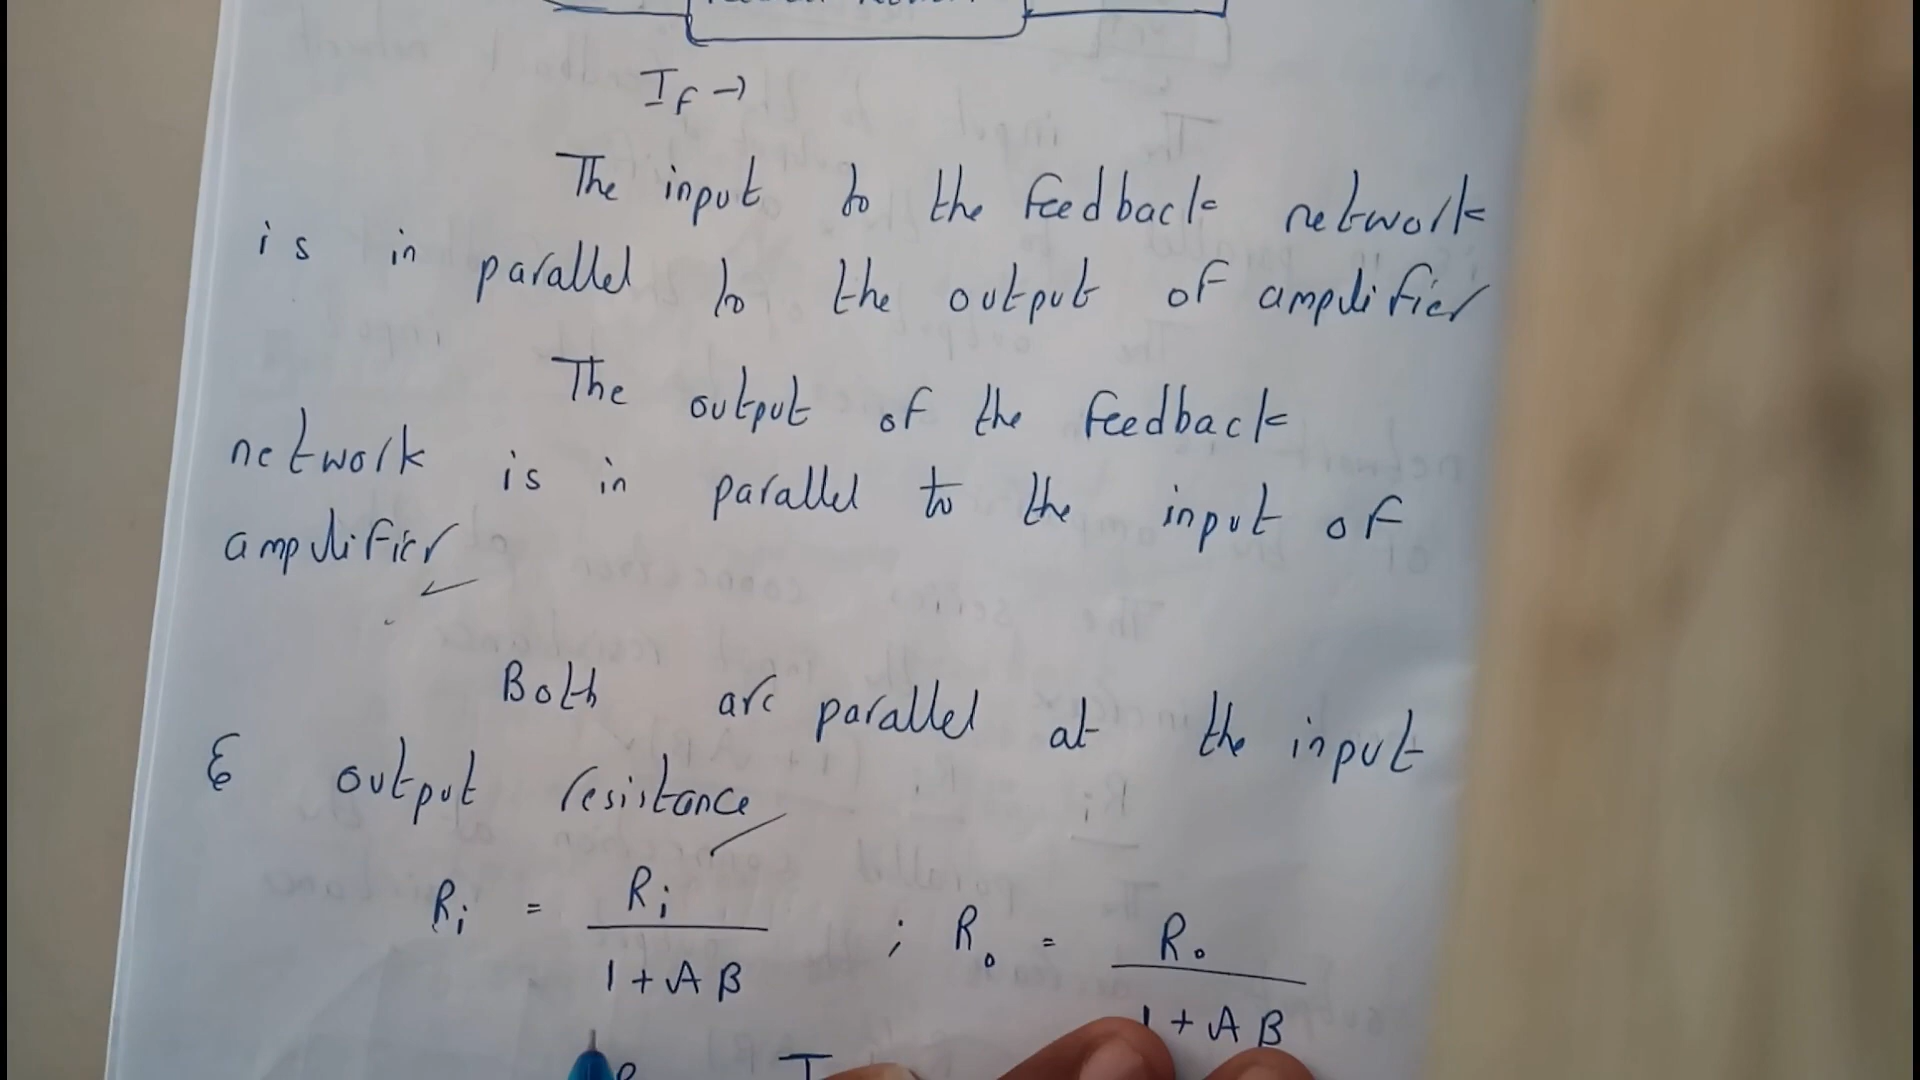 I_F →
The input to the feedback network
is in parallel to the output of amplifier
The output of the feedback
network is in parallel to the input of
amplifier
Both are parallel at the input
& output resistance
R_i = R_i / (1 + A β) ; R_o = R_o / (1 + A β)